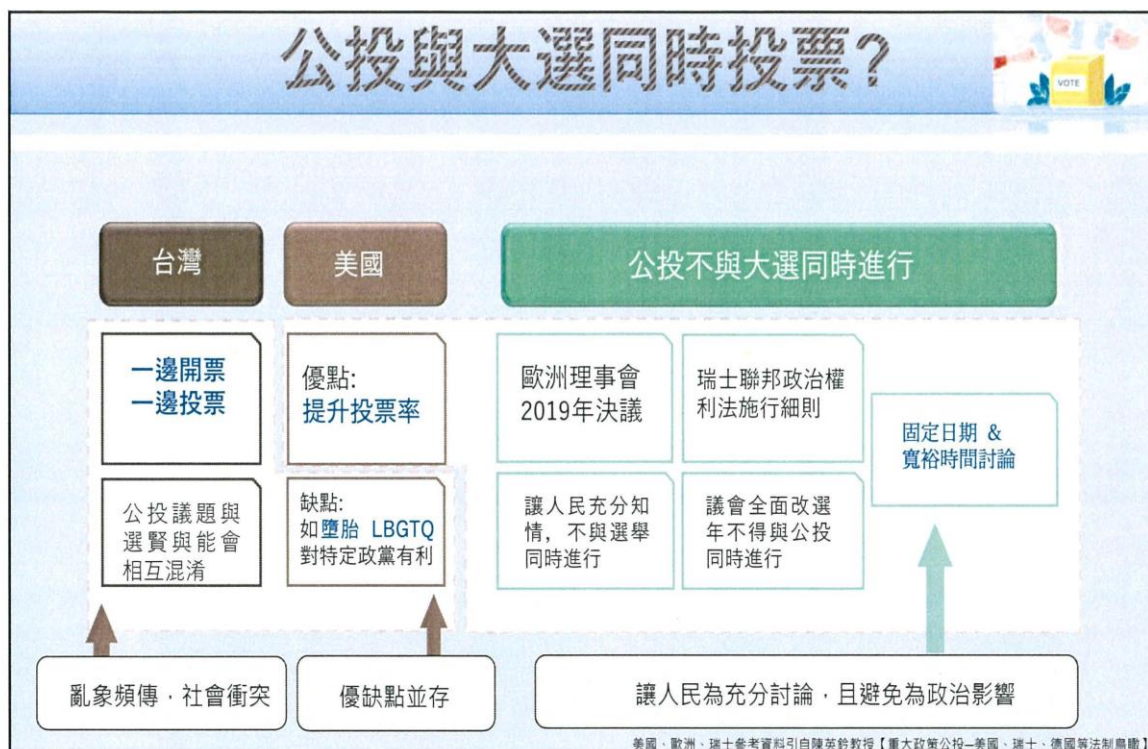 公投與大選同時投票?
VOTE
台灣
美國
公投不與大選同時進行
一邊開票
一邊投票
優點:
提升投票率
歐洲理事會
2019年決議
瑞士聯邦政治權
利法施行細則
固定日期 &
寬裕時間討論
公投議題與
選賢與能會
相互混淆
缺點:
如墮胎 LBGTQ
對特定政黨有利
讓人民充分知
情，不與選舉
同時進行
議會全面改選
年不得與公投
同時進行
亂象頻傳，社會衝突
優缺點並存
讓人民為充分討論，且避免為政治影響
美國、歐洲、瑞士參考資料引自陳英鈐教授【重大政策公投—美國、瑞士、德國等法制鳥瞰】